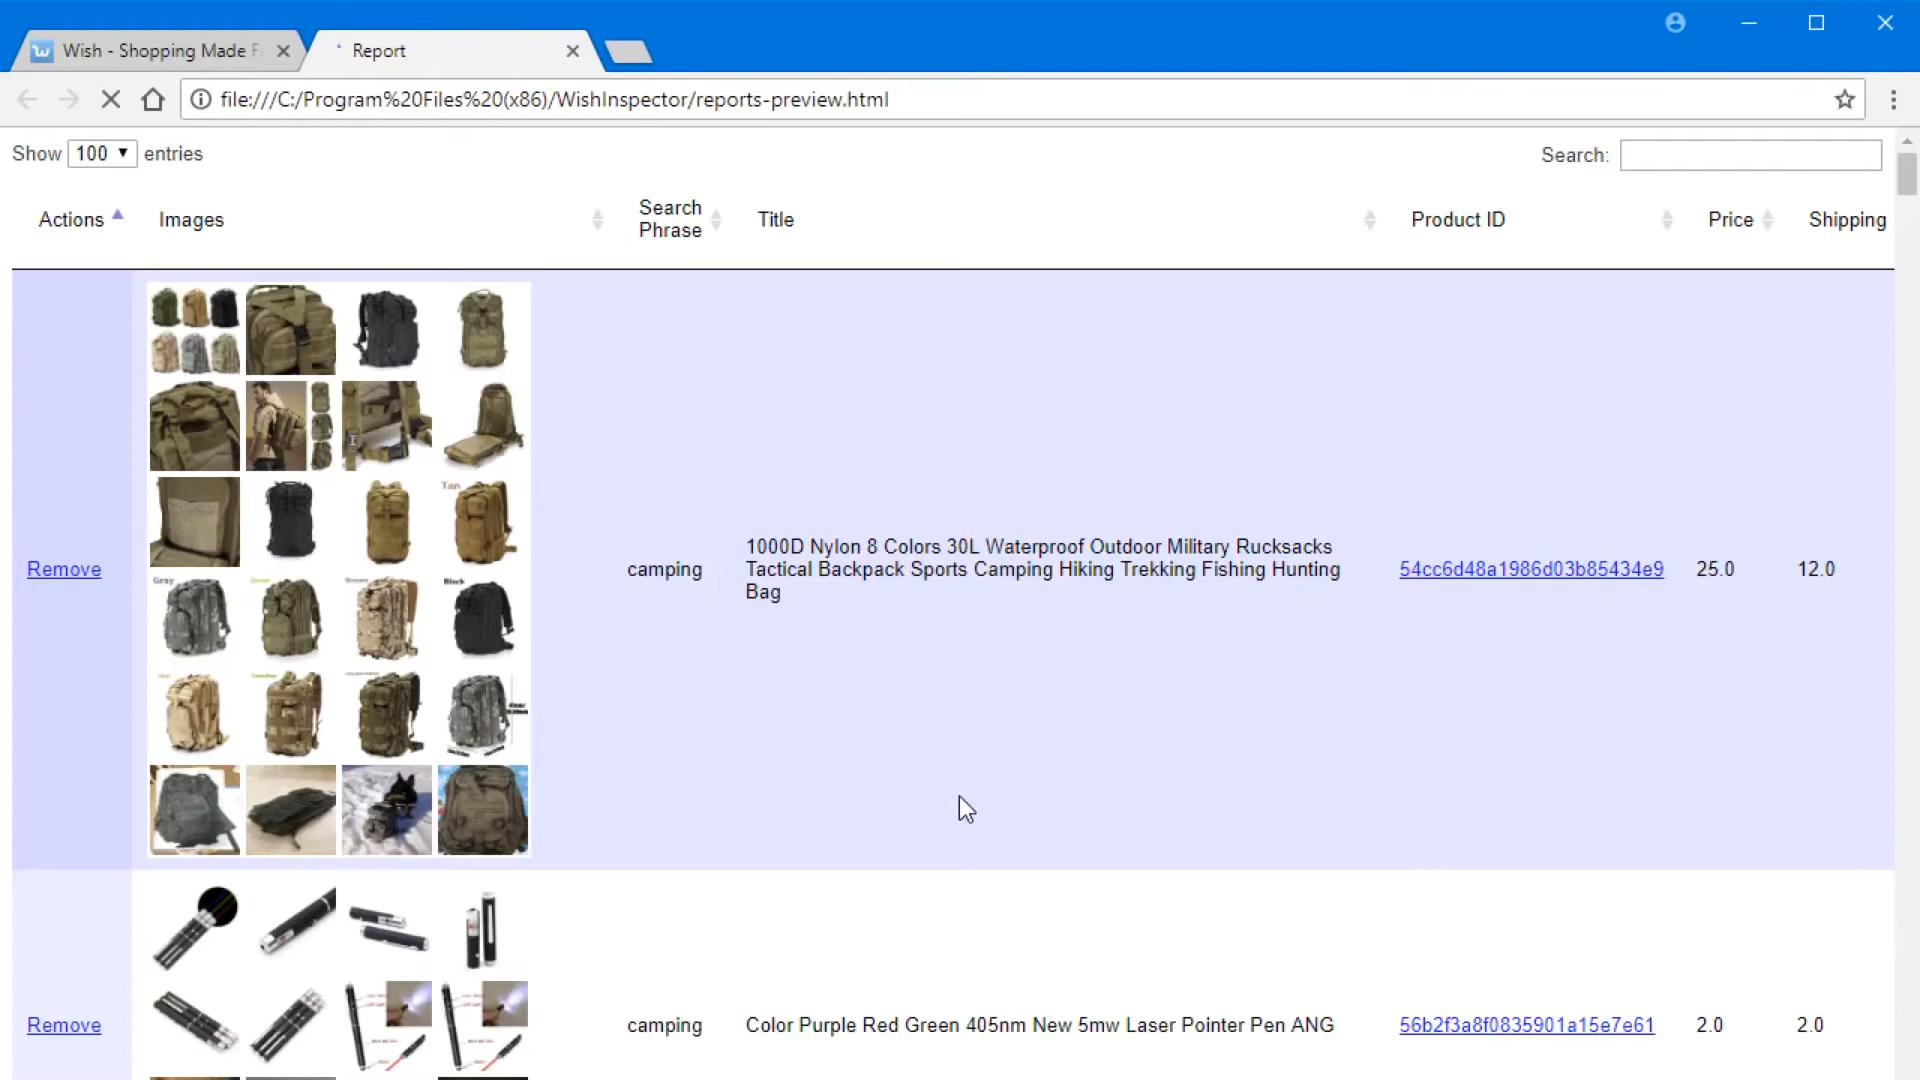 Wish - Shopping Made F
Report
file:///C:/Program%20Files%20(x86)/WishInspector/reports-preview.html
Show 100 entries
Search:
Actions
Images
Search Phrase
Title
Product ID
Price
Shipping
Tan
Gray
Black
Remove
camping
1000D Nylon 8 Colors 30L Waterproof Outdoor Military Rucksacks
Tactical Backpack Sports Camping Hiking Trekking Fishing Hunting
Bag
54cc6d48a1986d03b85434e9
25.0
12.0
Remove
camping
Color Purple Red Green 405nm New 5mw Laser Pointer Pen ANG
56b2f3a8f0835901a15e7e61
2.0
2.0